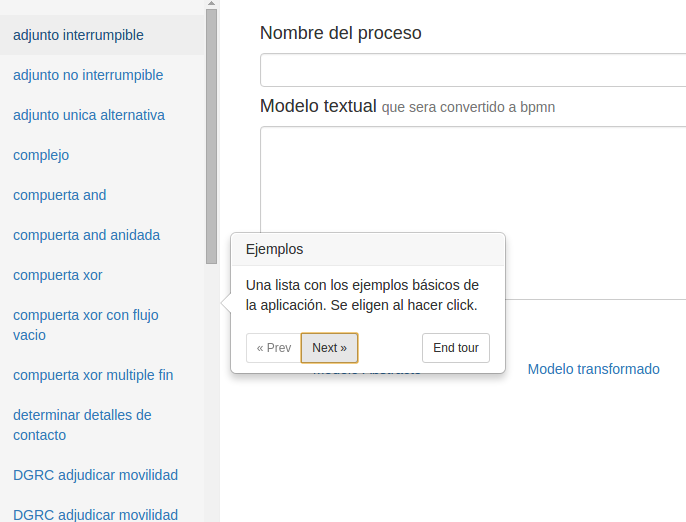 adjunto interrumpible
adjunto no interrumpible
adjunto unica alternativa
complejo
compuerta and
compuerta and anidada
compuerta xor
compuerta xor con flujo
vacio
compuerta xor multiple fin
determinar detalles de
contacto
DGRC adjudicar movilidad
DGRC adjudicar movilidad
Nombre del proceso
Modelo textual que sera convertido a bpmn
Ejemplos
Una lista con los ejemplos básicos de
la aplicación. Se eligen al hacer click.
« Prev Next » End tour
Modelo transformado